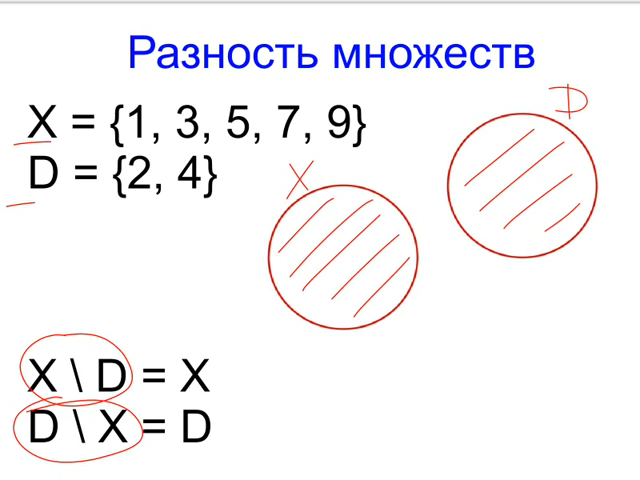 Разность множеств
X = {1, 3, 5, 7, 9}
D = {2, 4}
X
D
X \ D = X
D \ X = D